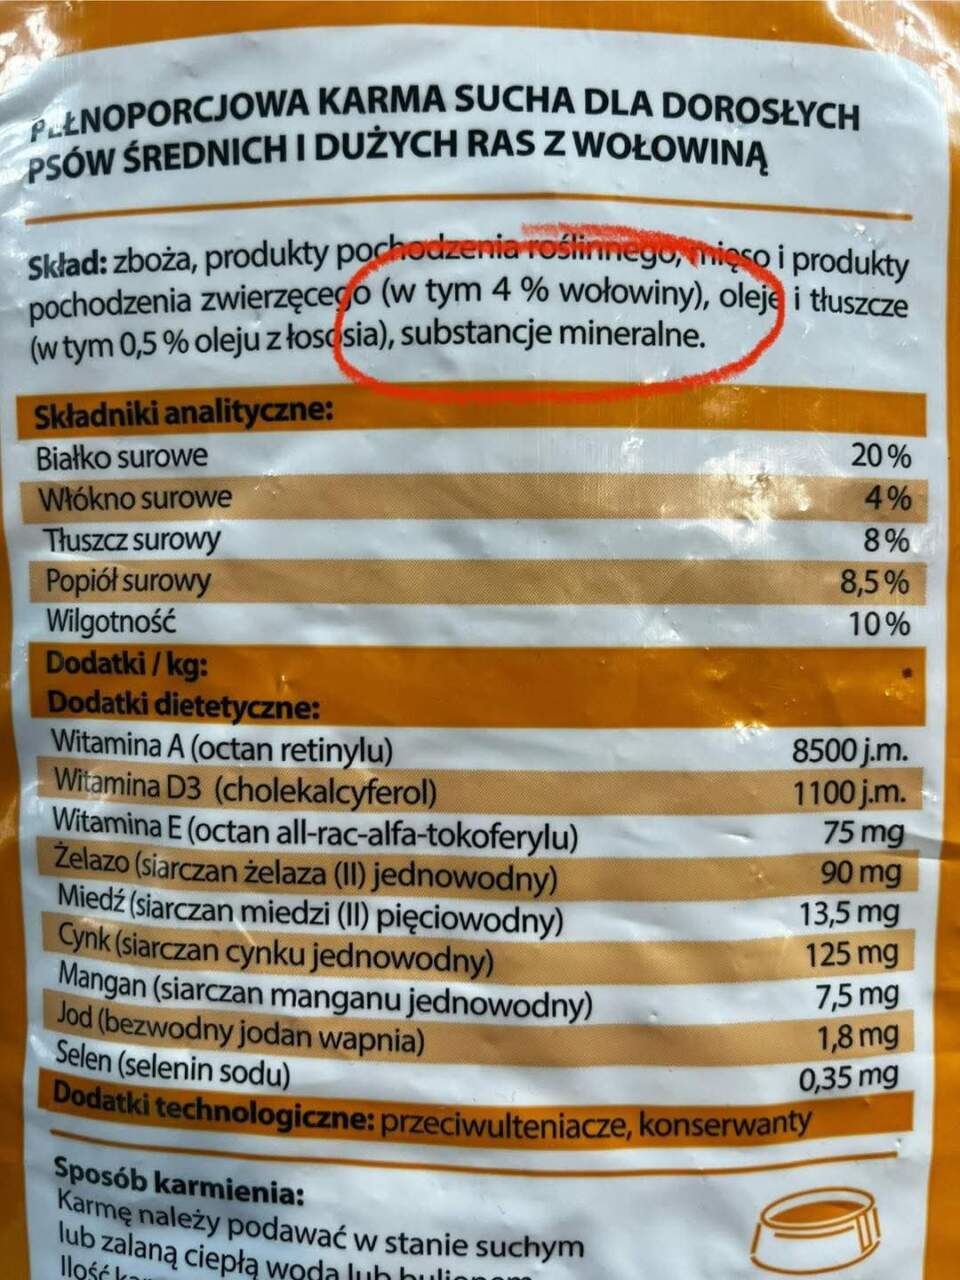 PEŁNOPORCJOWA KARMA SUCHA DLA DOROSŁYCH
PSÓW ŚREDNICH I DUŻYCH RAS Z WOŁOWINĄ
Skład: zboża, produkty pochodzenia roślinnego, mięso i produkty
pochodzenia zwierzęcego (w tym 4 % wołowiny), oleje i tłuszcze
(w tym 0,5 % oleju z łososia), substancje mineralne.
Składniki analityczne:
Białko surowe 20 %
Włókno surowe 4 %
Tłuszcz surowy 8 %
Popiół surowy 8,5 %
Wilgotność 10 %
Dodatki / kg:
Dodatki dietetyczne:
Witamina A (octan retinylu) 8500 j.m.
Witamina D3 (cholekalcyferol) 1100 j.m.
Witamina E (octan all-rac-alfa-tokoferylu) 75 mg
Żelazo (siarczan żelaza (II) jednowodny) 90 mg
Miedź (siarczan miedzi (II) pięciowodny) 13,5 mg
Cynk (siarczan cynku jednowodny) 125 mg
Mangan (siarczan manganu jednowodny) 7,5 mg
Jod (bezwodny jodan wapnia) 1,8 mg
Selen (selenin sodu) 0,35 mg
Dodatki technologiczne: przeciwulteniacze, konserwanty
Sposób karmienia:
Karmę należy podawać w stanie suchym
lub zalaną ciepłą wodą lub bulionem
Ilość